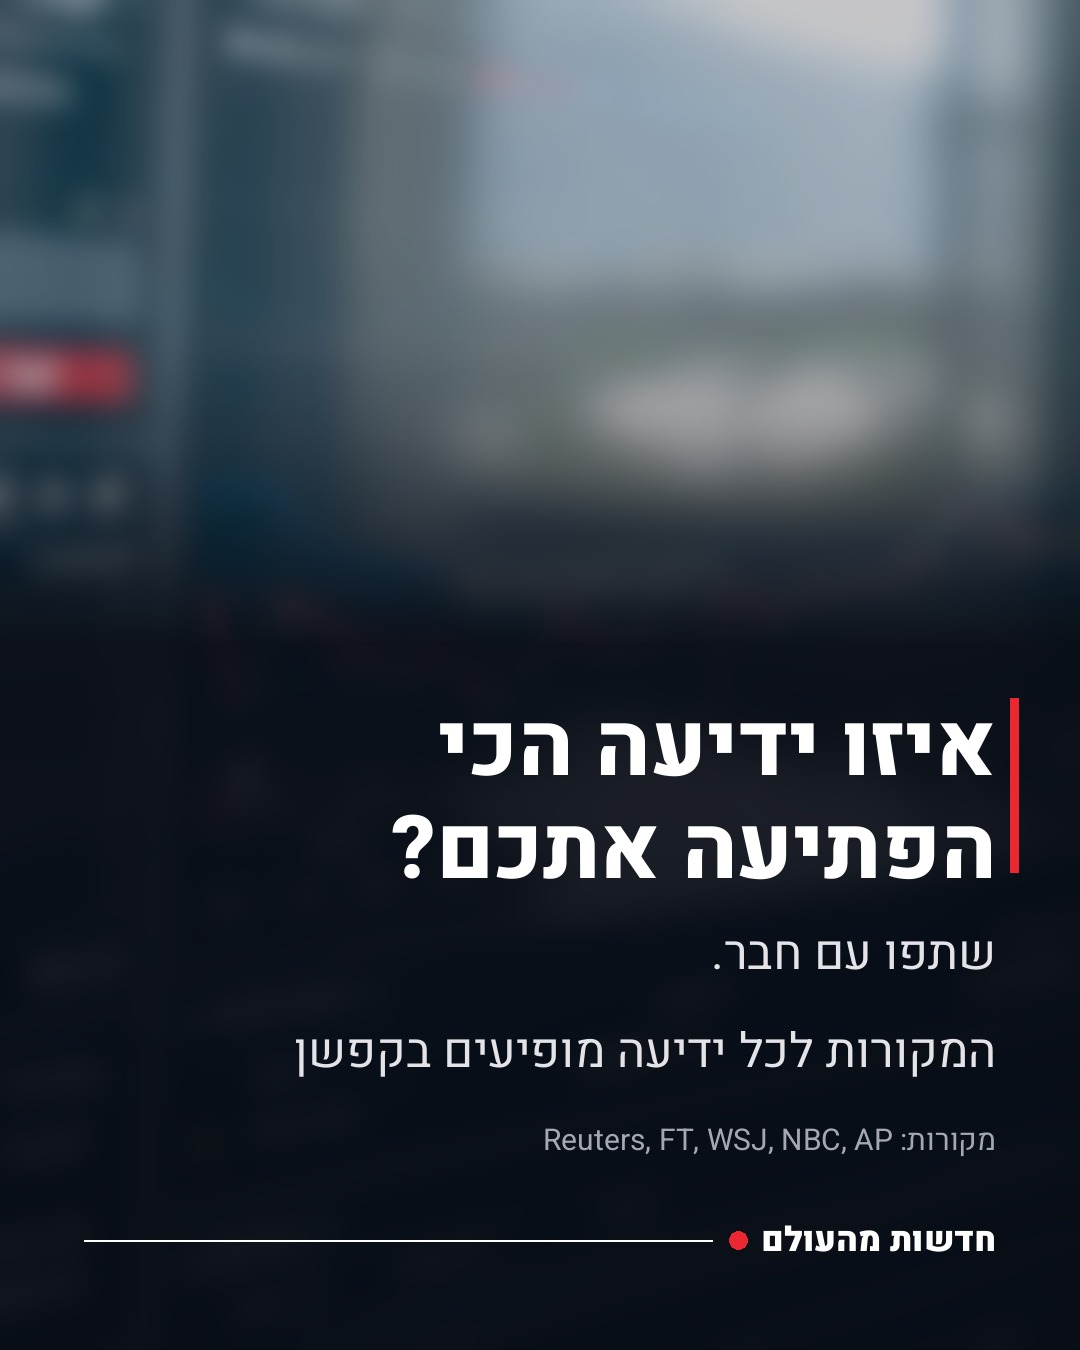 איזו ידיעה הכי
הפתיעה אתכם?
שתפו עם חבר.
המקורות לכל ידיעה מופיעים בקפשן
מקורות: Reuters, FT, WSJ, NBC, AP
חדשות מהעולם